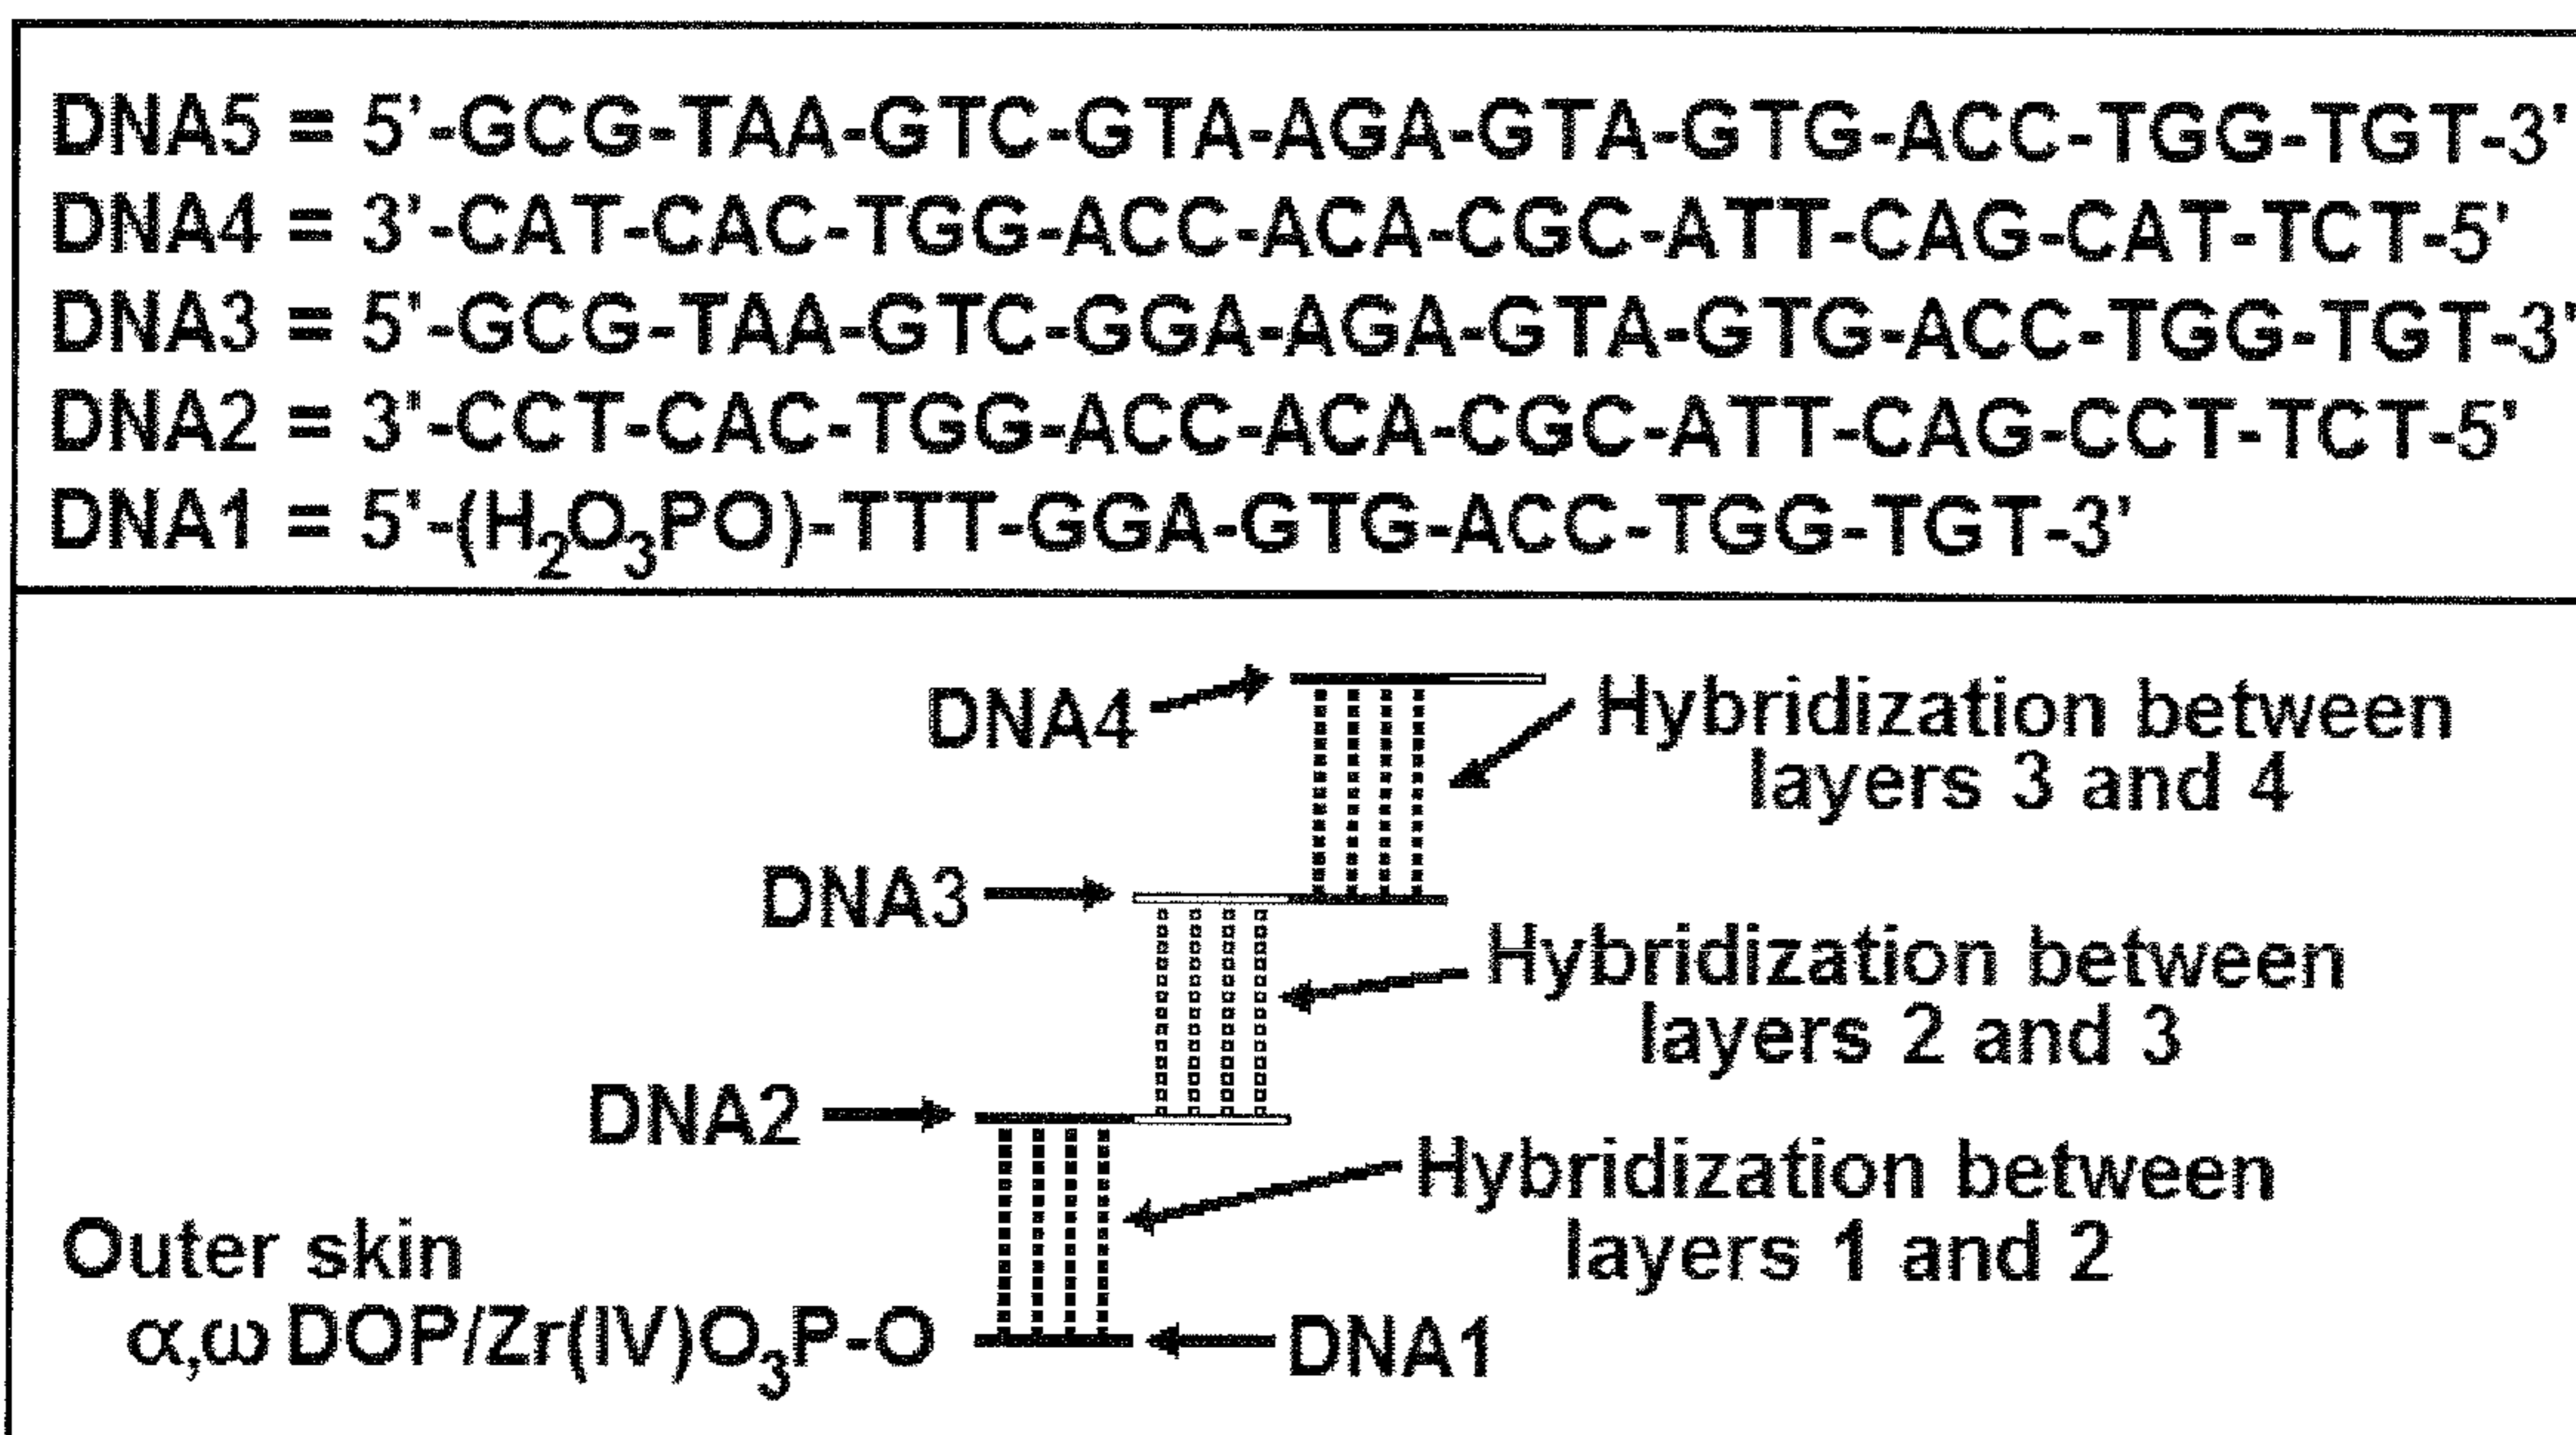 DNA5 = 5'-GCG-TAA-GTC-GTA-AGA-GTA-GTG-ACC-TGG-TGT-3'
DNA4 = 3'-CAT-CAC-TGG-ACC-ACA-CGC-ATT-CAG-CAT-TCT-5'
DNA3 = 5'-GCG-TAA-GTC-GGA-AGA-GTA-GTG-ACC-TGG-TGT-3'
DNA2 = 3'-CCT-CAC-TGG-ACC-ACA-CGC-ATT-CAG-CCT-TCT-5'
DNA1 = 5'-(H₂O₃PO)-TTT-GGA-GTG-ACC-TGG-TGT-3'
DNA4
Hybridization between
layers 3 and 4
DNA3
Hybridization between
layers 2 and 3
DNA2
Hybridization between
layers 1 and 2
Outer skin
α,ω DOP/Zr(IV)O₃P-O
DNA1